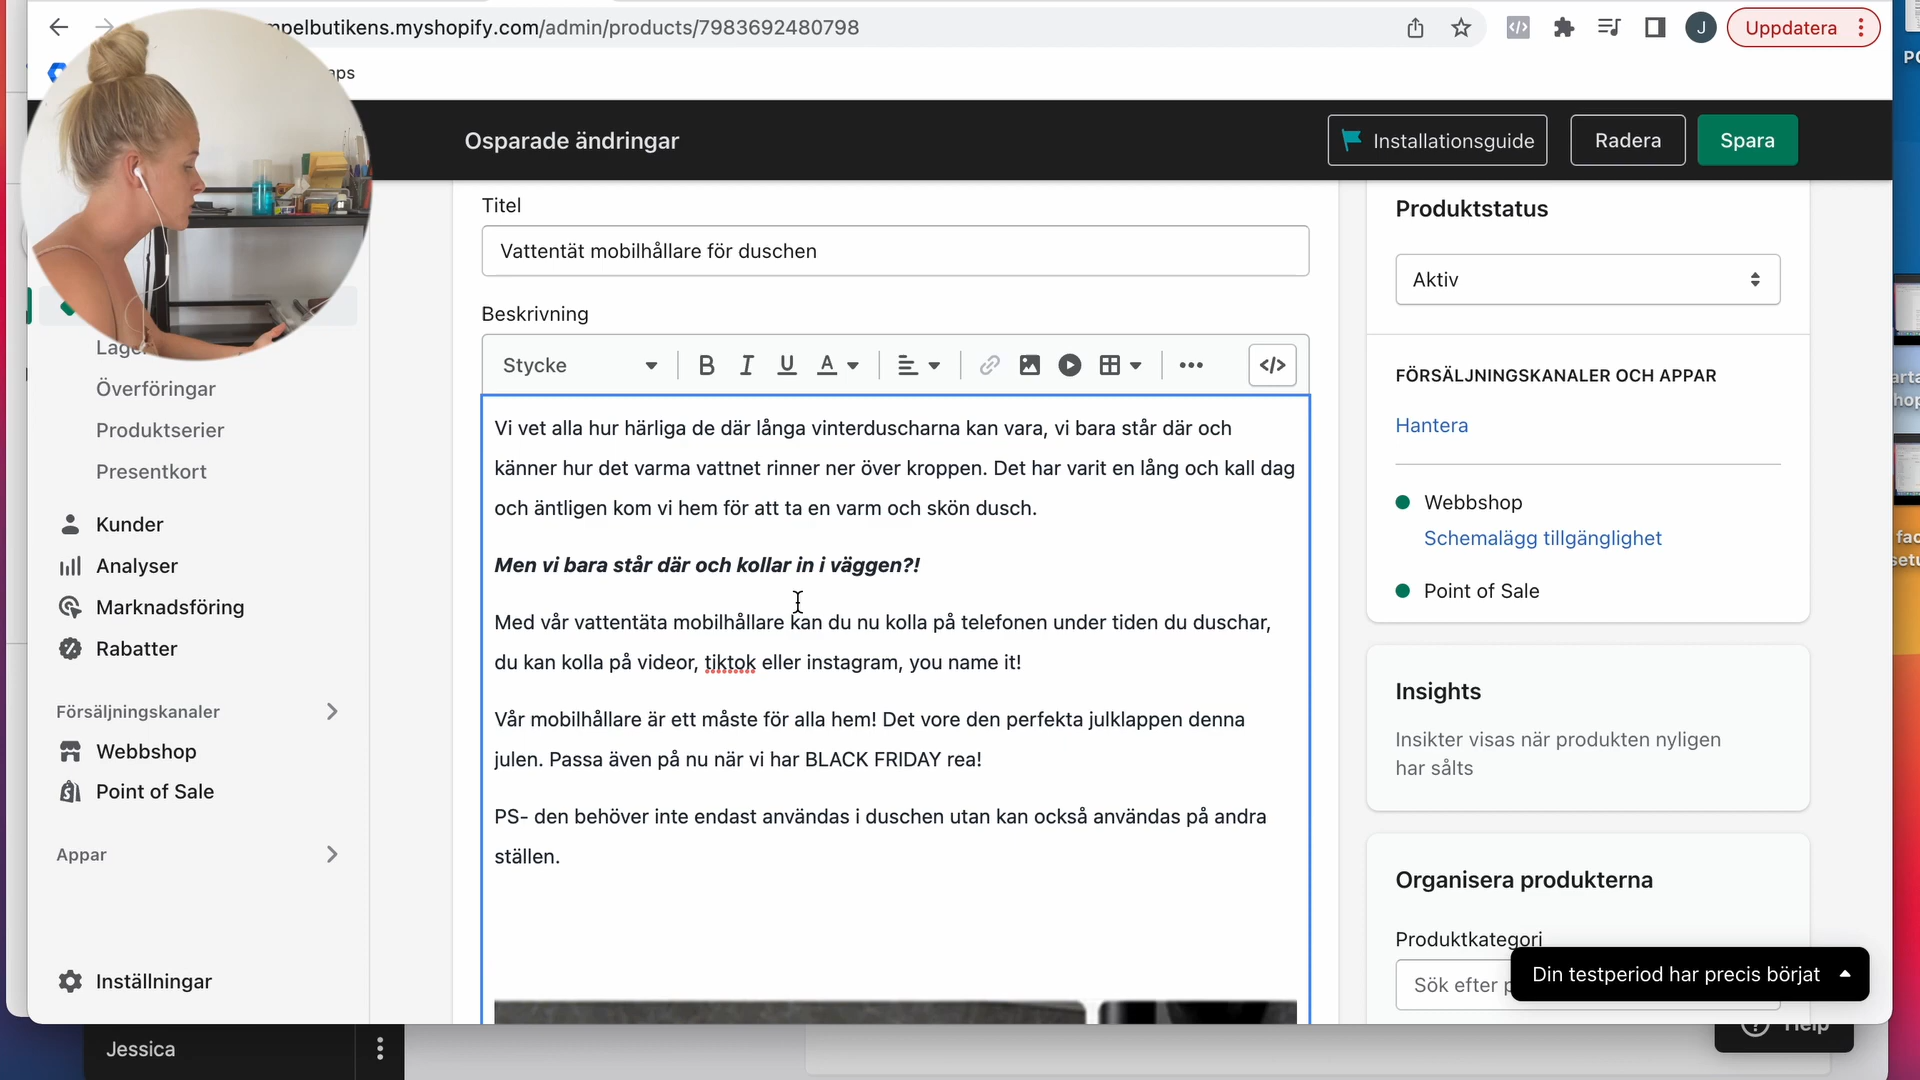 mpelbutikens.myshopify.com/admin/products/7983692480798
J
Uppdatera
aps
Osparade ändringar
Installationsguide
Radera
Spara
Titel
Vattentät mobilhållare för duschen
Beskrivning
Stycke
B I U A
</>
Vi vet alla hur härliga de där långa vinterduscharna kan vara, vi bara står där och
känner hur det varma vattnet rinner ner över kroppen. Det har varit en lång och kall dag
och äntligen kom vi hem för att ta en varm och skön dusch.
Men vi bara står där och kollar in i väggen?!
Med vår vattentäta mobilhållare kan du nu kolla på telefonen under tiden du duschar,
du kan kolla på videor, tiktok eller instagram, you name it!
Vår mobilhållare är ett måste för alla hem! Det vore den perfekta julklappen denna
julen. Passa även på nu när vi har BLACK FRIDAY rea!
PS- den behöver inte endast användas i duschen utan kan också användas på andra
ställen.
Överföringar
Produktserier
Presentkort
Kunder
Analyser
Marknadsföring
Rabatter
Försäljningskanaler
Webbshop
Point of Sale
Appar
Inställningar
Jessica
Produktstatus
Aktiv
FÖRSÄLJNINGSKANALER OCH APPAR
Hantera
Webbshop
Schemalägg tillgänglighet
Point of Sale
Insights
Insikter visas när produkten nyligen
har sålts
Organisera produkterna
Produktkategori
Sök efter
Din testperiod har precis börjat
Help